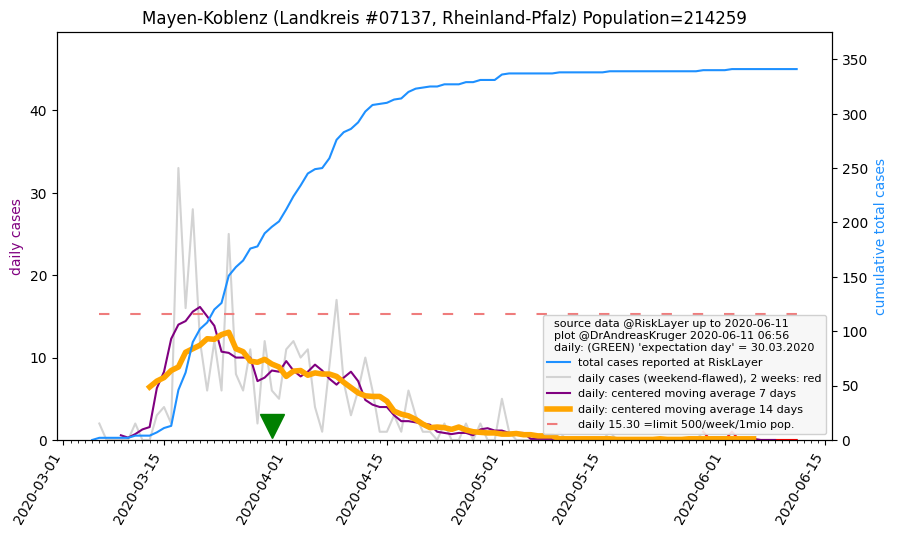 Mayen-Koblenz (Landkreis #07137, Rheinland-Pfalz) Population=214259
daily cases
0
10
20
30
40
cumulative total cases
0
50
100
150
200
250
300
350
source data @RiskLayer up to 2020-06-11
plot @DrAndreasKruger 2020-06-11 06:56
daily: (GREEN) 'expectation day' = 30.03.2020
total cases reported at RiskLayer
daily cases (weekend-flawed), 2 weeks: red
daily: centered moving average 7 days
daily: centered moving average 14 days
daily 15.30 =limit 500/week/1mio pop.
2020-03-01
2020-03-15
2020-04-01
2020-04-15
2020-05-01
2020-05-15
2020-06-01
2020-06-15